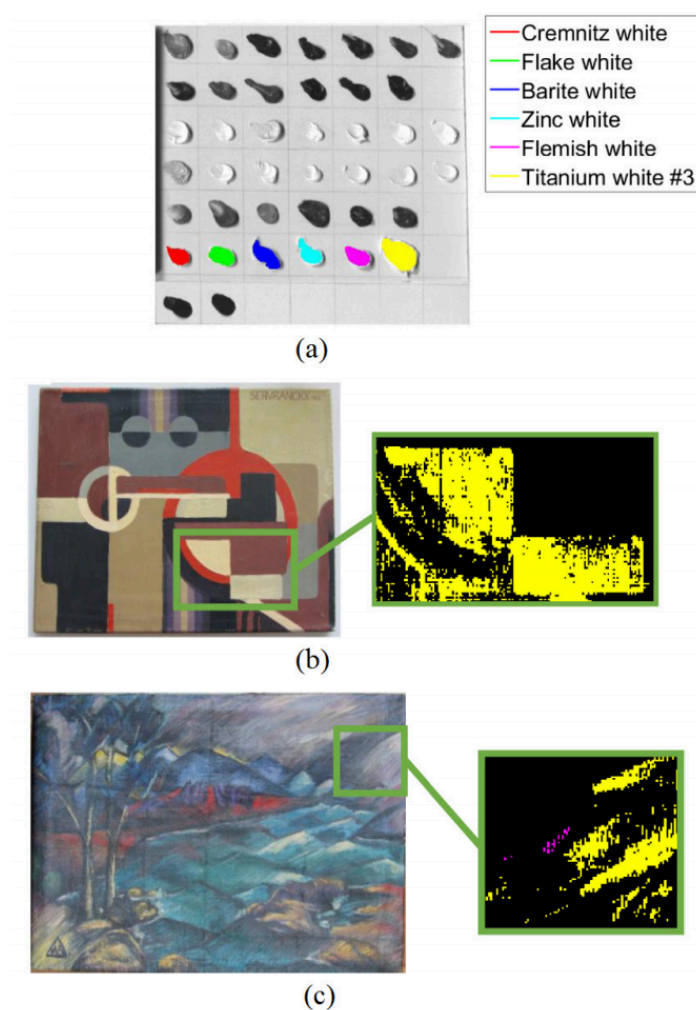 Cremnitz white
Flake white
Barite white
Zinc white
Flemish white
Titanium white #3
(a)
SERVRANCKX
(b)
(c)